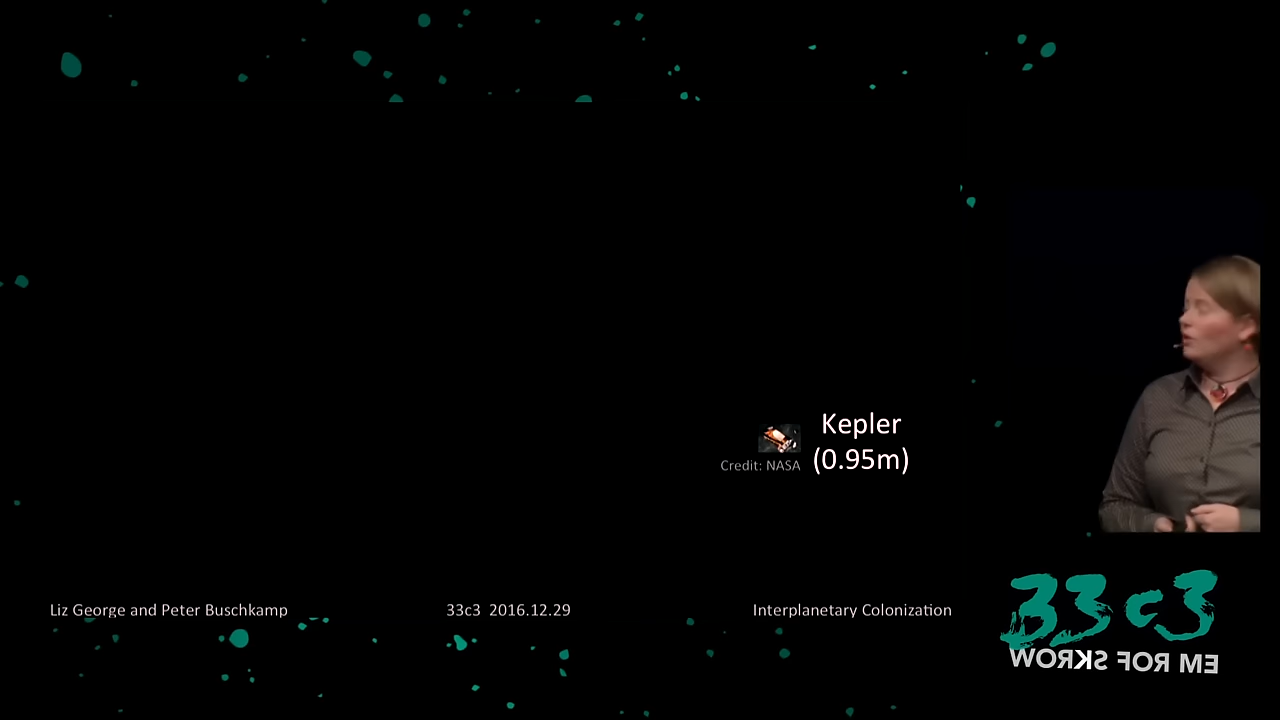 Kepler
(0.95m)
Credit: NASA
Liz George and Peter Buschkamp
33c3 2016.12.29
Interplanetary Colonization
33c3
WORKS FOR ME